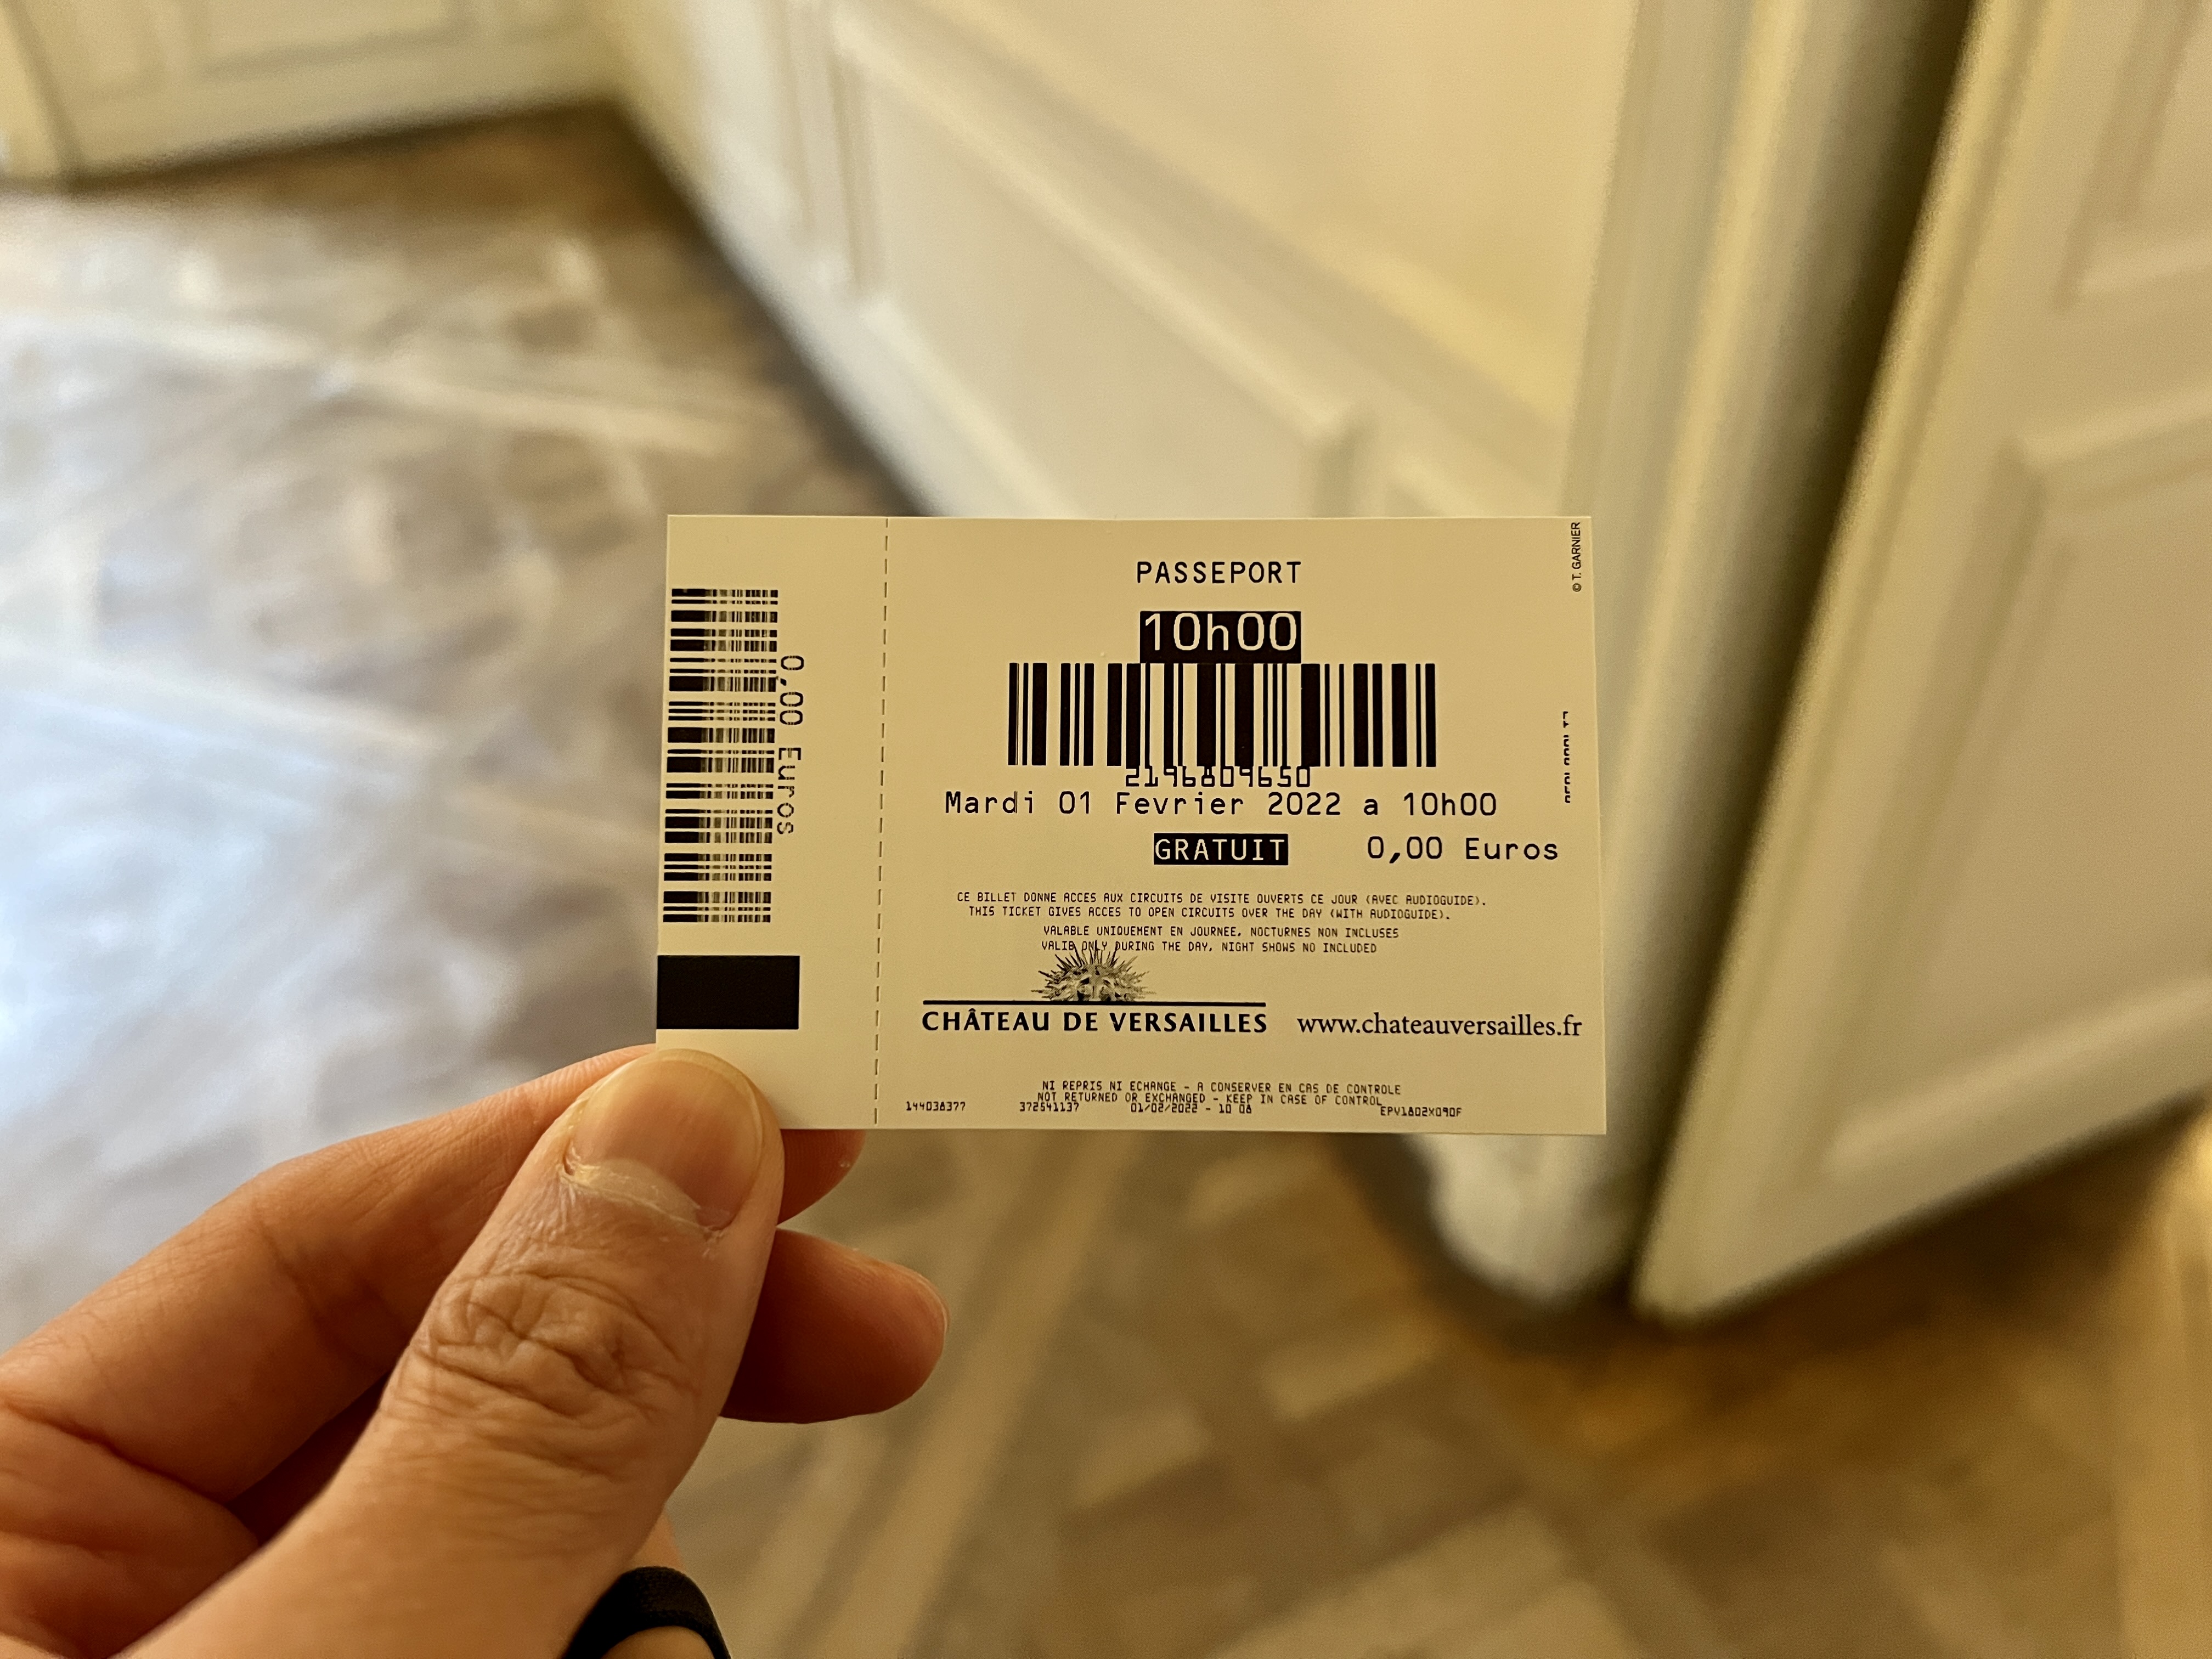 0,00 Euros
© T. GARNIER
PASSEPORT
10h00
2196809650
Mardi 01 Fevrier 2022 a 10h00
GRATUIT 0,00 Euros
CE BILLET DONNE ACCES AUX CIRCUITS DE VISITE OUVERTS CE JOUR (AVEC AUDIOGUIDE).
THIS TICKET GIVES ACCES TO OPEN CIRCUITS OVER THE DAY (WITH AUDIOGUIDE).
VALABLE UNIQUEMENT EN JOURNEE, NOCTURNES NON INCLUSES
VALID ONLY DURING THE DAY, NIGHT SHOWS NO INCLUDED
CHÂTEAU DE VERSAILLES www.chateauversailles.fr
NI REPRIS NI ECHANGE - A CONSERVER EN CAS DE CONTROLE
NOT RETURNED OR EXCHANGED - KEEP IN CASE OF CONTROL
144038377 372541137 01/02/2022 - 10 08 EPV1802X090F